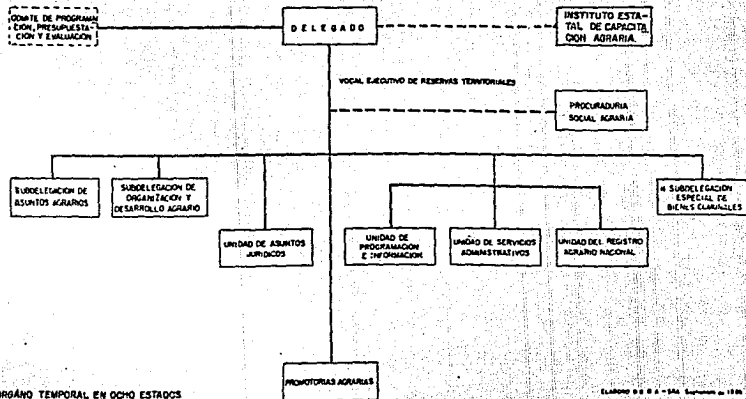 COMITE DE PROGRAMA
CION, PRESUPUESTA-
CION Y EVALUACION
DELEGADO
INSTITUTO ESTA-
TAL DE CAPACITA
CION AGRARIA.
VOCAL EJECUTIVO DE RESERVAS TERRITORIALES
PROCURADURIA
SOCIAL AGRARIA
SUBDELEGACION DE
ASUNTOS AGRARIOS
SUBDELEGACION DE
ORGANIZACION Y
DESARROLLO AGRARIO
* SUBDELEGACION
ESPECIAL DE
BIENES COMUNALES
UNIDAD DE ASUNTOS
JURIDICOS
UNIDAD DE
PROGRAMACION
E INFORMACION
UNIDAD DE SERVICIOS
ADMINISTRATIVOS
UNIDAD DEL REGISTRO
AGRARIO NACIONAL
PROMOTORIAS AGRARIAS
ORGÁNO TEMPORAL EN OCHO ESTADOS
ELABORO